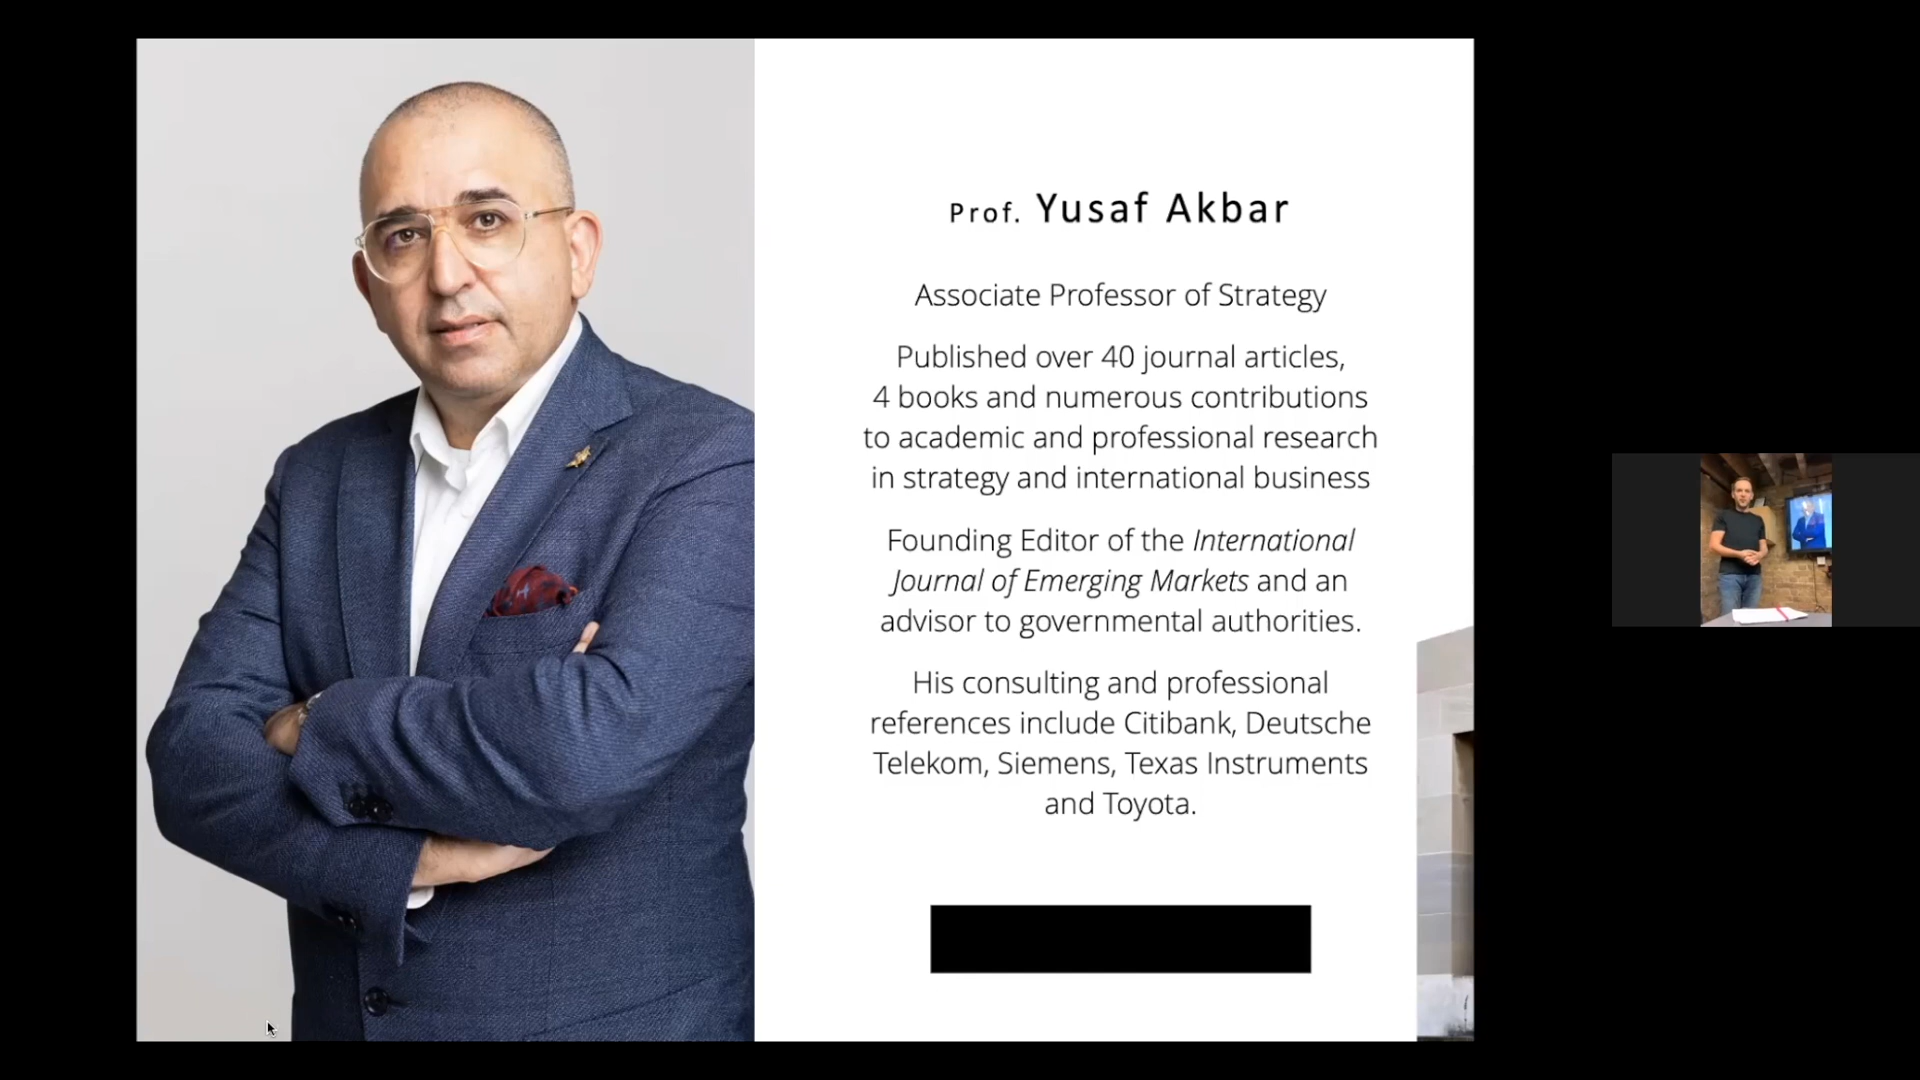 Prof. Yusaf Akbar
Associate Professor of Strategy
Published over 40 journal articles,
4 books and numerous contributions
to academic and professional research
in strategy and international business
Founding Editor of the International
Journal of Emerging Markets and an
advisor to governmental authorities.
His consulting and professional
references include Citibank, Deutsche
Telekom, Siemens, Texas Instruments
and Toyota.